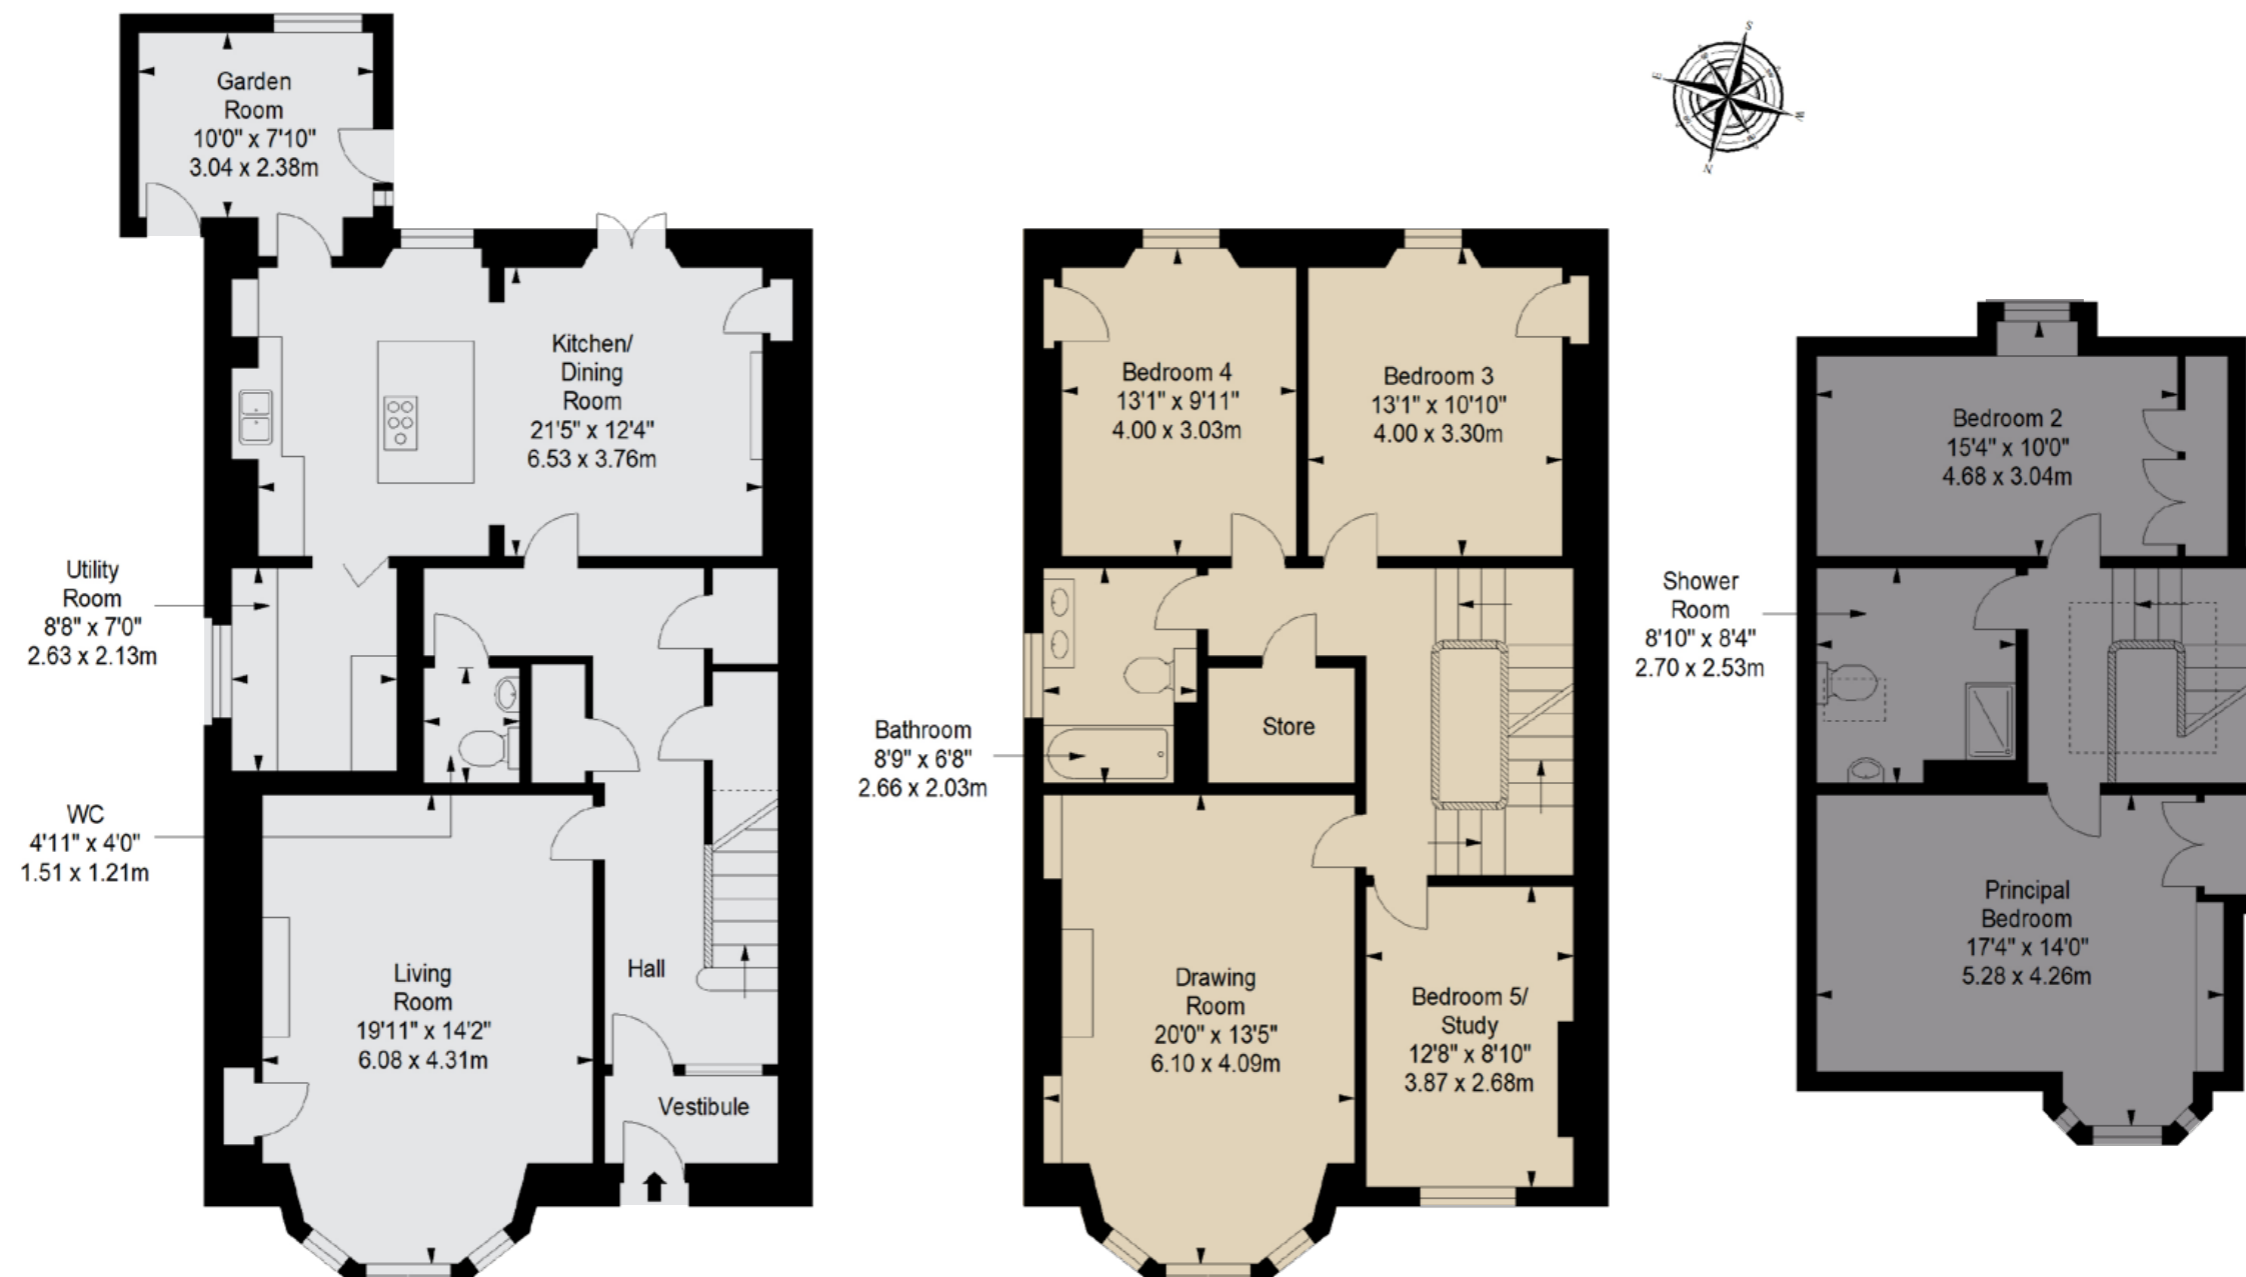 Garden
Room
10'0" x 7'10"
3.04 x 2.38m
Kitchen/
Dining
Room
21'5" x 12'4"
6.53 x 3.76m
Utility
Room
8'8" x 7'0"
2.63 x 2.13m
WC
4'11" x 4'0"
1.51 x 1.21m
Living
Room
19'11" x 14'2"
6.08 x 4.31m
Hall
Vestibule
Bedroom 4
13'1" x 9'11"
4.00 x 3.03m
Bedroom 3
13'1" x 10'10"
4.00 x 3.30m
Bathroom
8'9" x 6'8"
2.66 x 2.03m
Store
Drawing
Room
20'0" x 13'5"
6.10 x 4.09m
Bedroom 5/
Study
12'8" x 8'10"
3.87 x 2.68m
S
E
W
N
Bedroom 2
15'4" x 10'0"
4.68 x 3.04m
Shower
Room
8'10" x 8'4"
2.70 x 2.53m
Principal
Bedroom
17'4" x 14'0"
5.28 x 4.26m